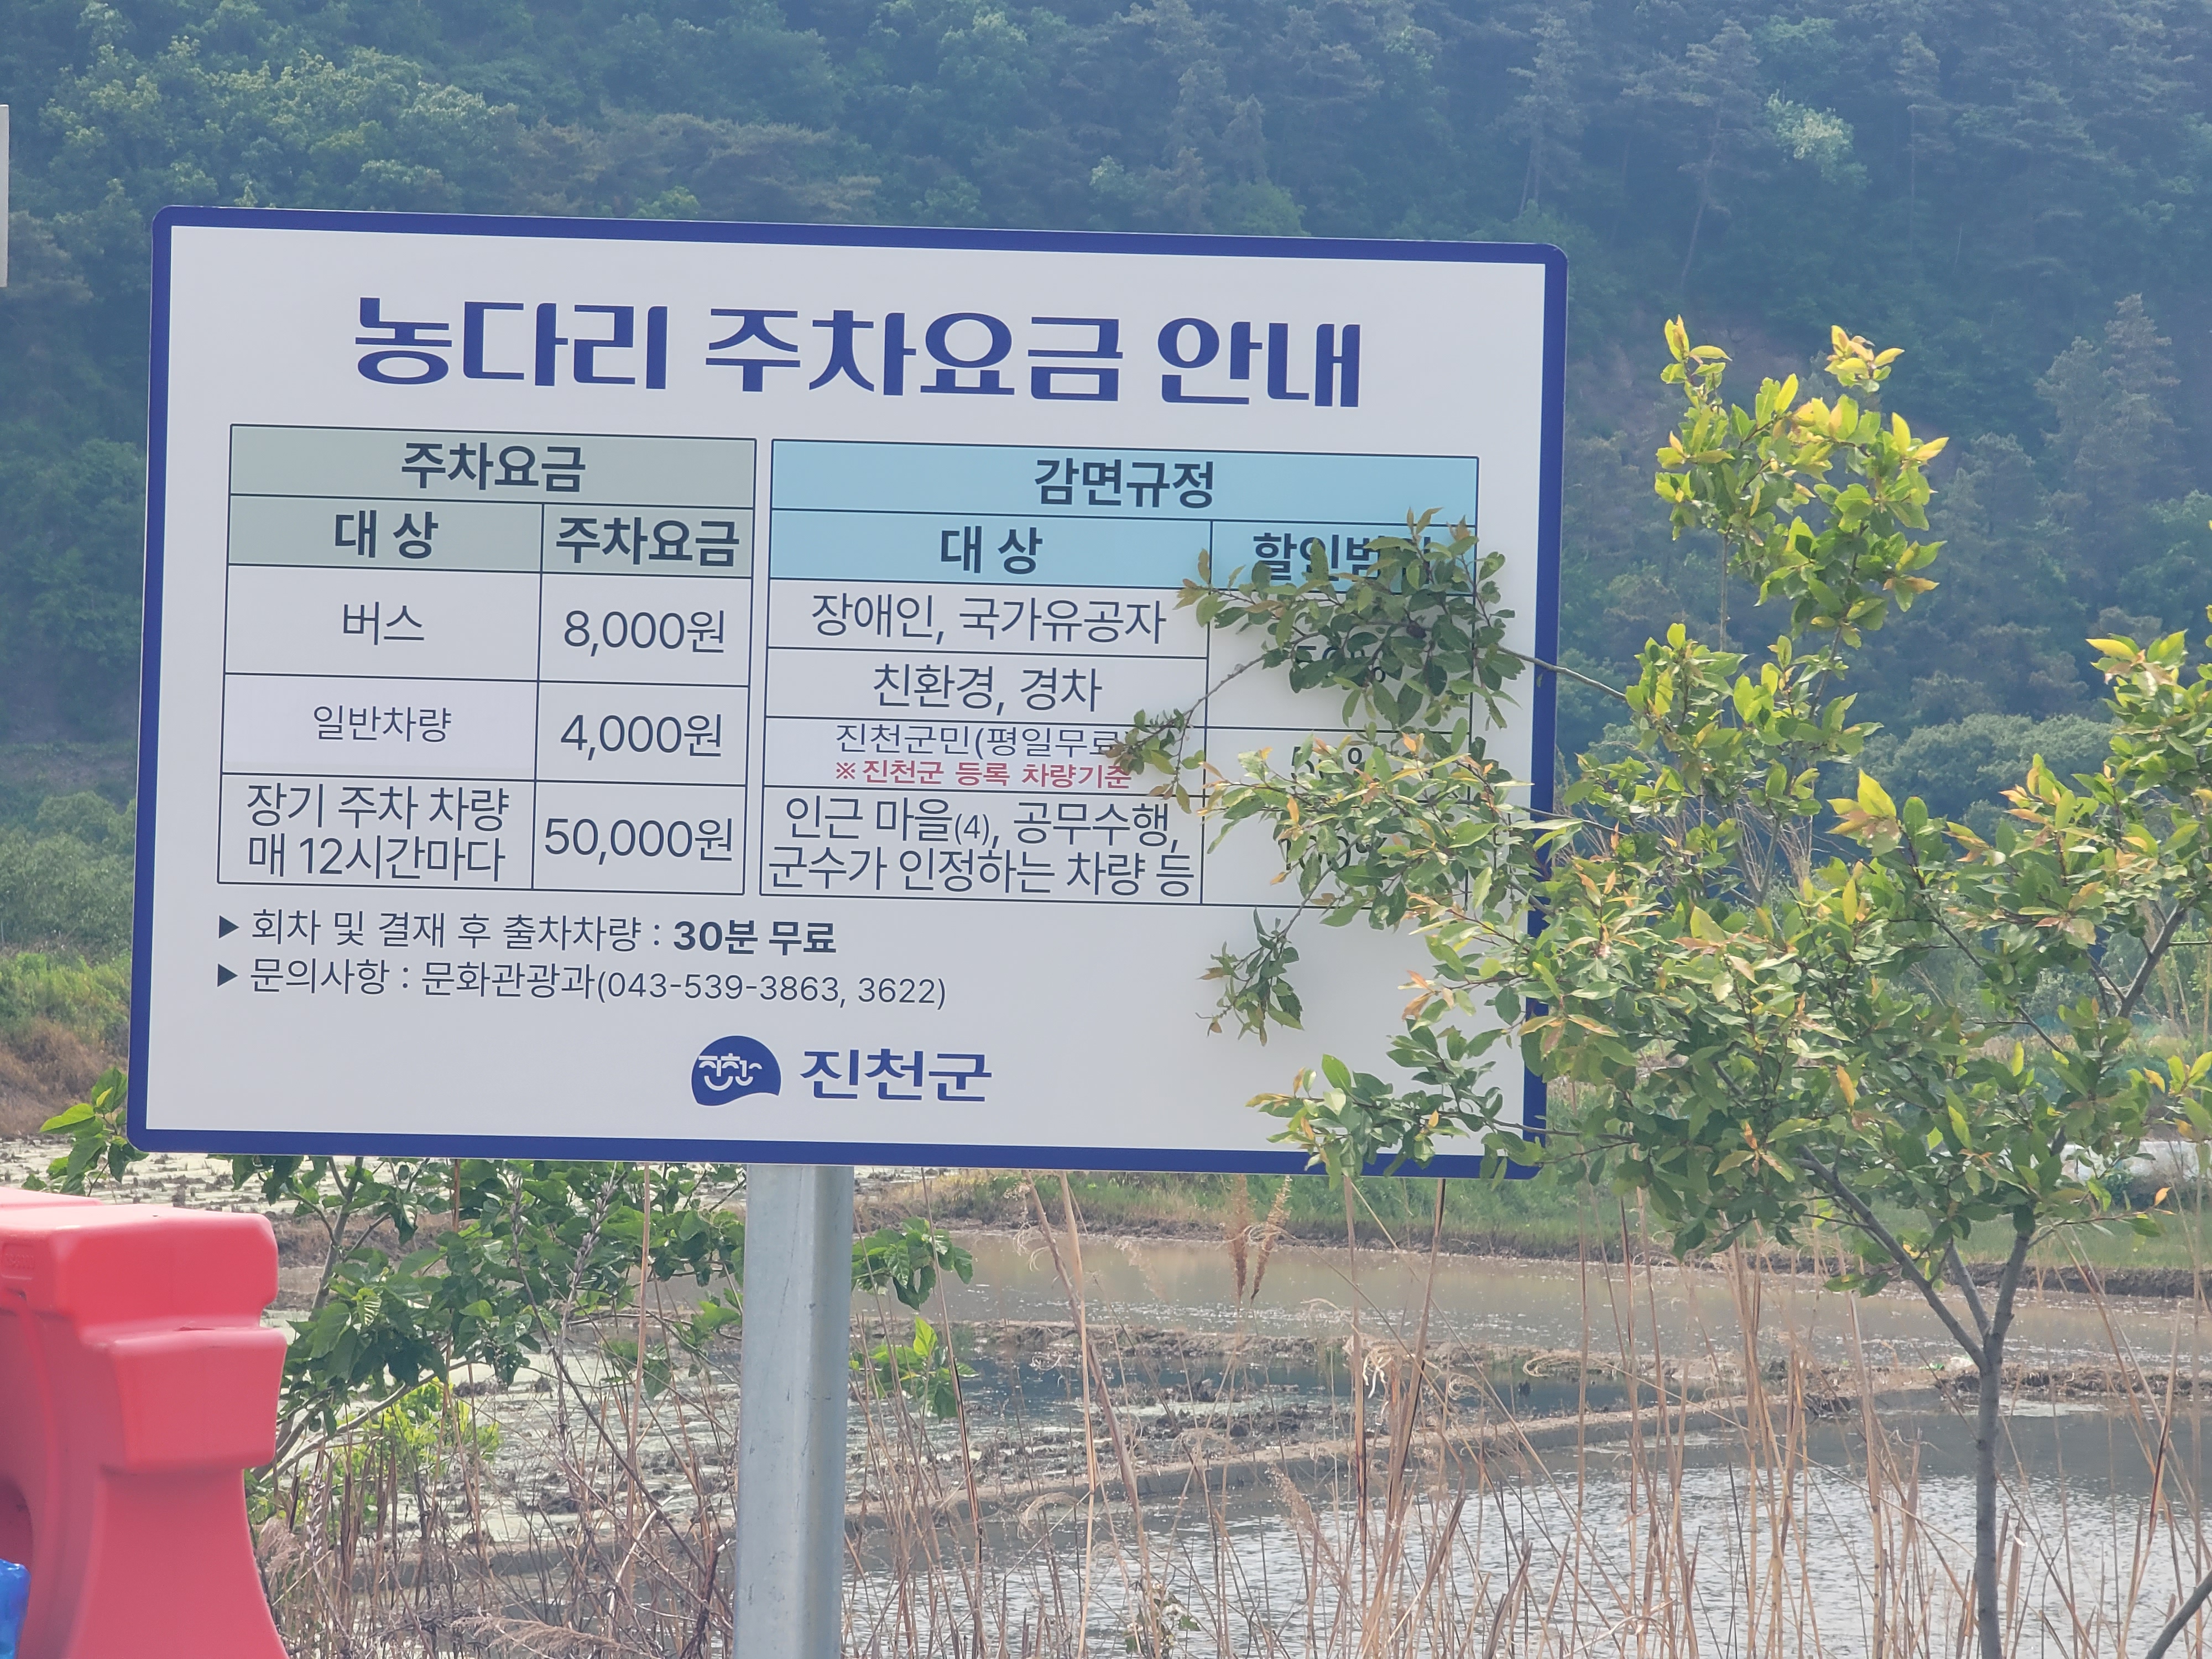 농다리 주차요금 안내
주차요금
대 상 주차요금
버스 8,000원
일반차량 4,000원
장기 주차 차량
매 12시간마다
50,000원
감면규정
대 상
장애인, 국가유공자
친환경, 경차
진천군민(평일무료
※진천군 등록 차량기준
인근 마을(4), 공무수행,
군수가 인정하는 차량 등
▶ 회차 및 결재 후 출차차량 : 30분 무료
▶ 문의사항 : 문화관광과(043-539-3863, 3622)
진천군